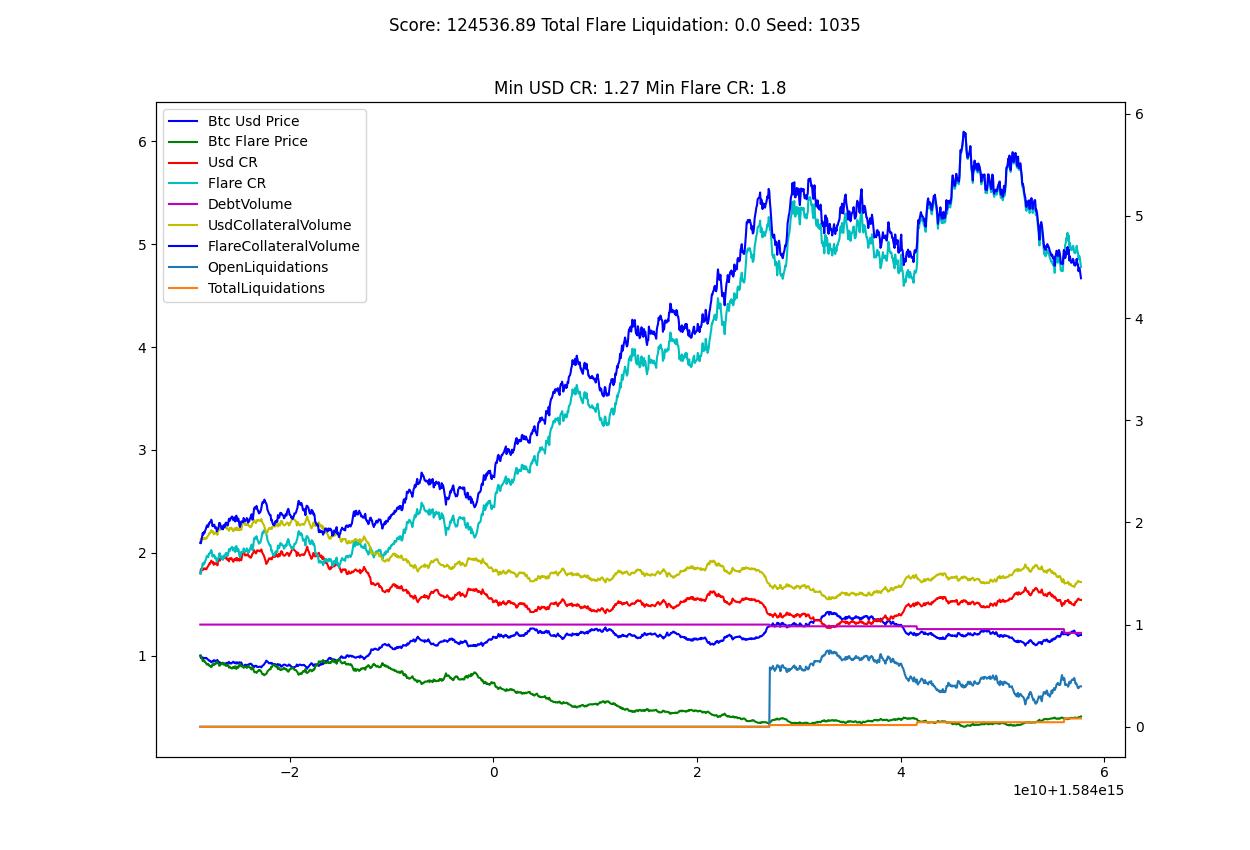 Score: 124536.89 Total Flare Liquidation: 0.0 Seed: 1035
Min USD CR: 1.27 Min Flare CR: 1.8
Btc Usd Price
Btc Flare Price
Usd CR
Flare CR
DebtVolume
UsdCollateralVolume
FlareCollateralVolume
OpenLiquidations
TotalLiquidations
6
5
4
3
2
1
6
5
4
3
2
1
0
−2
0
2
4
6
1e10+1.584e15